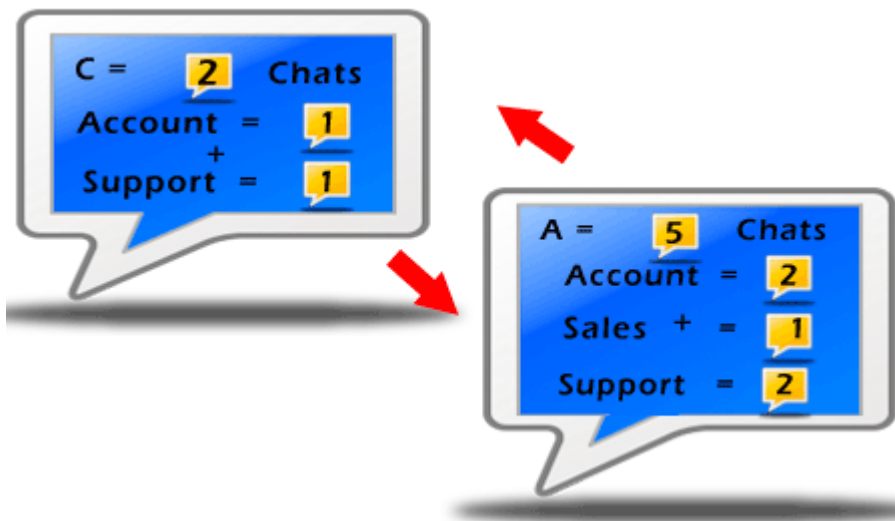 C = 2 Chats
Account = 1
+
Support = 1
A = 5 Chats
Account = 2
Sales + = 1
Support = 2